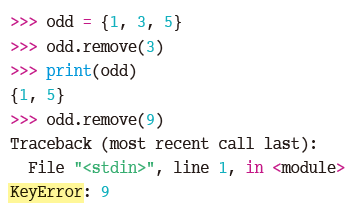 >>> odd = {1, 3, 5}
>>> odd.remove(3)
>>> print(odd)
{1, 5}
>>> odd.remove(9)
Traceback (most recent call last):
  File "<stdin>", line 1, in <module>
KeyError: 9